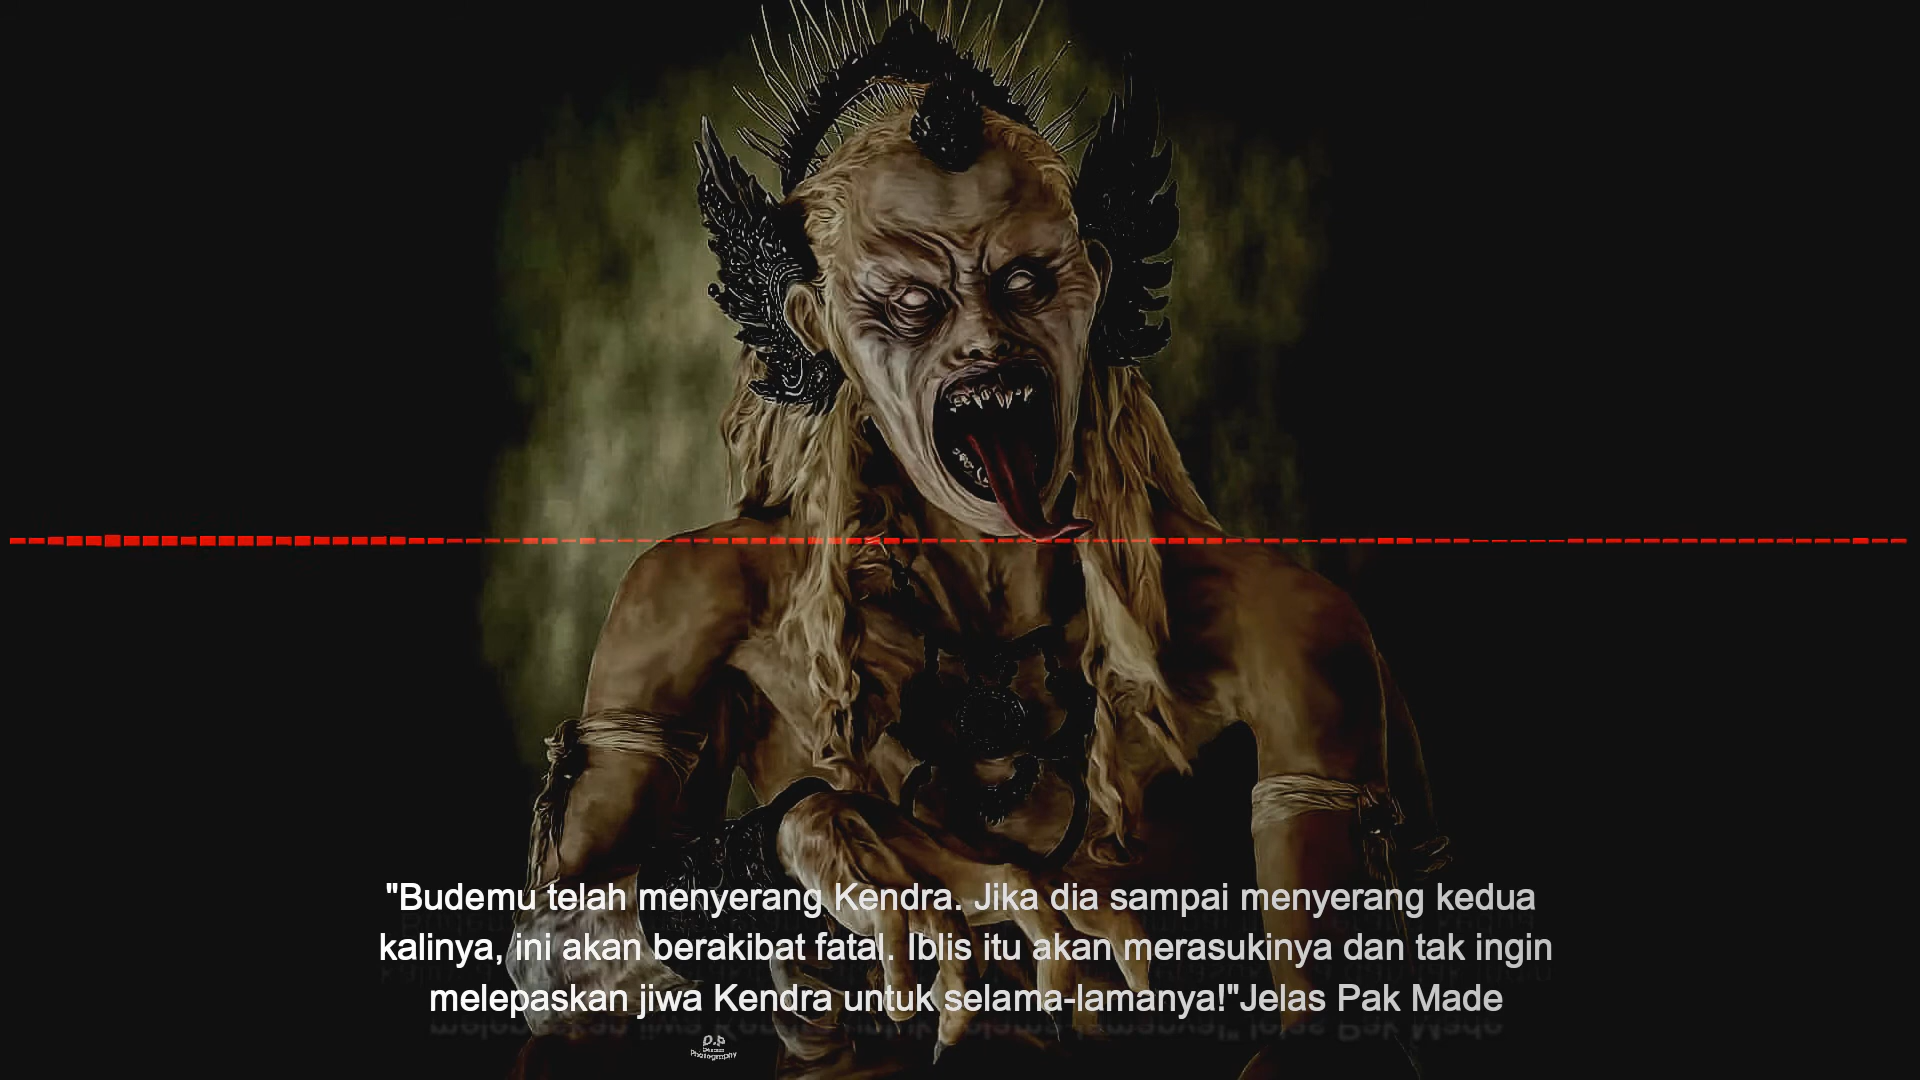 "Budemu telah menyerang Kendra. Jika dia sampai menyerang kedua
kalinya, ini akan berakibat fatal. Iblis itu akan merasukinya dan tak ingin
melepaskan jiwa Kendra untuk selama-lamanya!"Jelas Pak Made
Photography